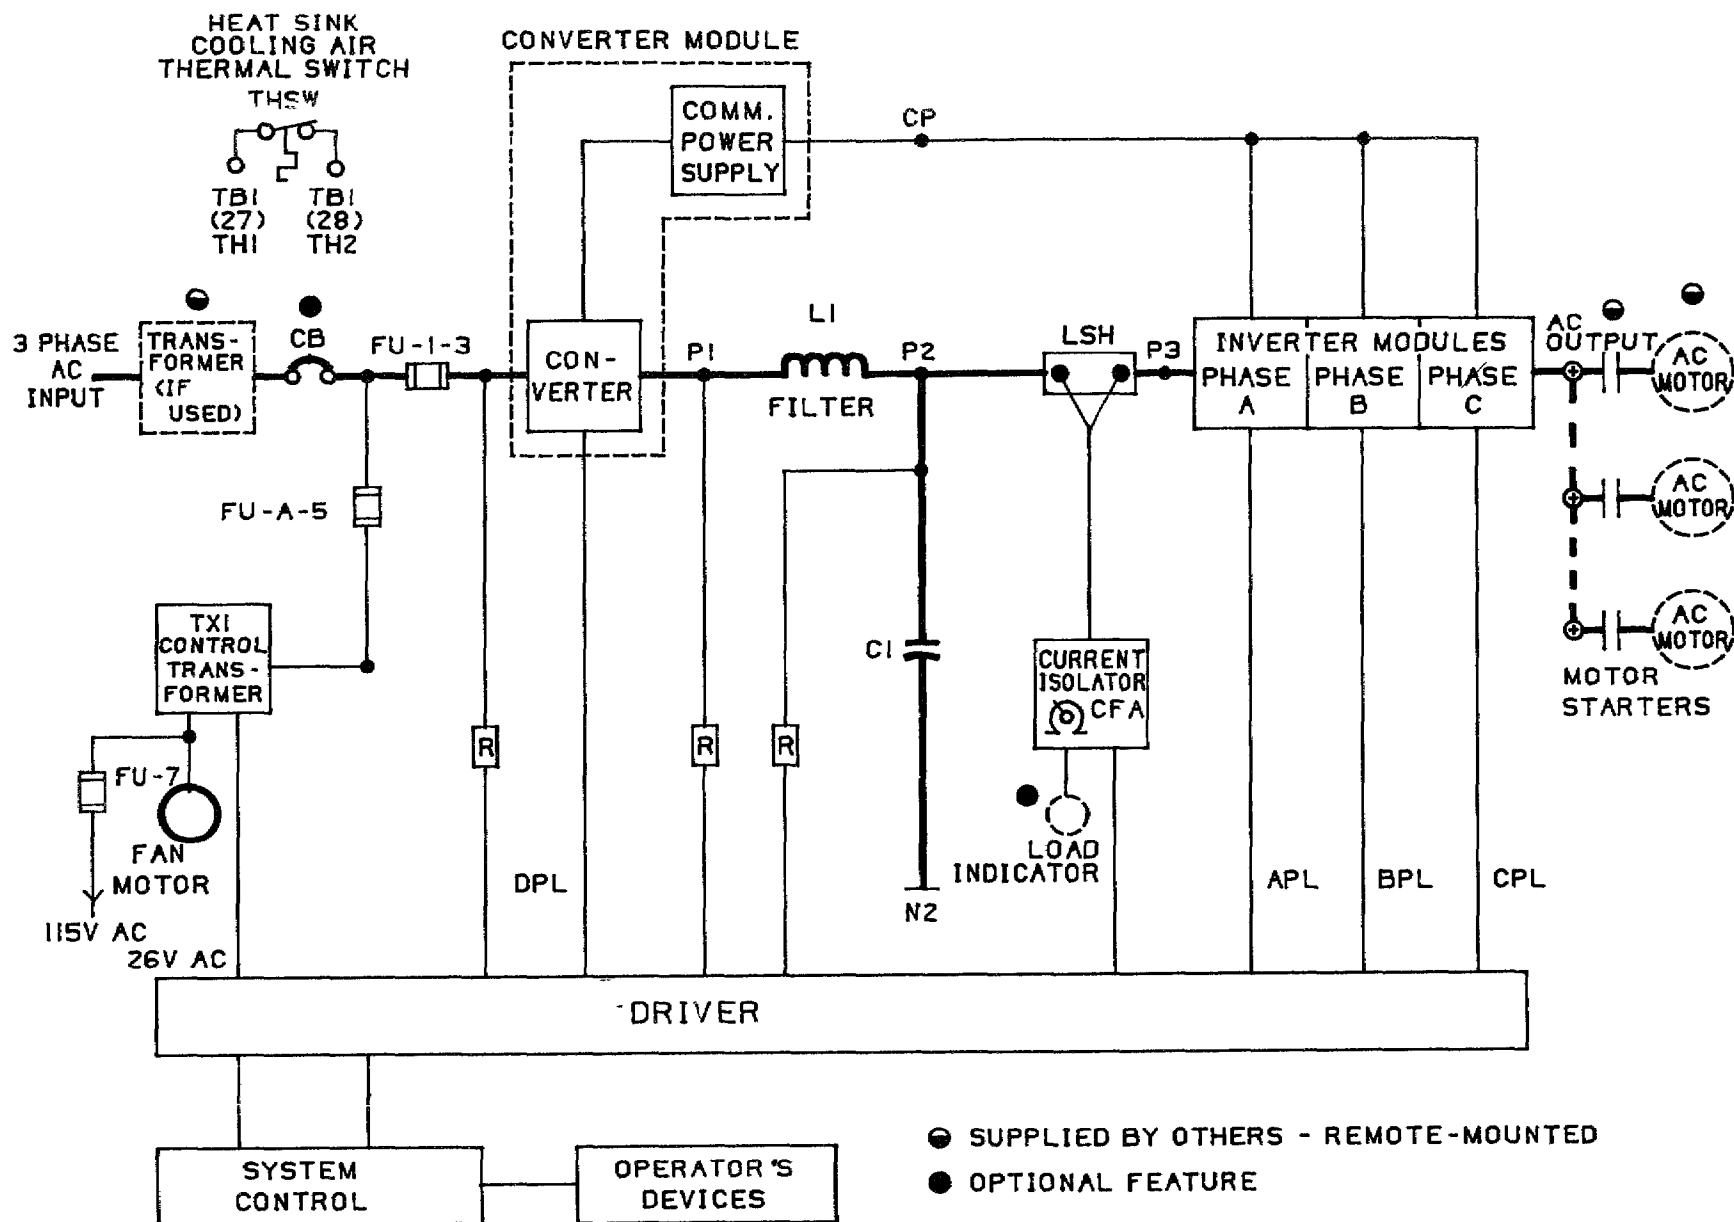 HEAT SINK
COOLING AIR
THERMAL SWITCH
THSW
TB1
(27)
TH1
TB1
(28)
TH2
CONVERTER MODULE
COMM.
POWER
SUPPLY
CP
3 PHASE
AC
INPUT
TRANS-
FORMER
(IF
USED)
CB
FU-1-3
CON-
VERTER
P1
L1
FILTER
P2
LSH
P3
INVERTER MODULES
PHASE
A
PHASE
B
PHASE
C
AC
OUTPUT
AC
MOTOR
AC
MOTOR
AC
MOTOR
MOTOR
STARTERS
FU-A-5
TX1
CONTROL
TRANS-
FORMER
FU-7
FAN
MOTOR
115V AC
26V AC
R
R
R
DPL
C1
N2
CURRENT
ISOLATOR
CFA
LOAD
INDICATOR
APL
BPL
CPL
DRIVER
SYSTEM
CONTROL
OPERATOR'S
DEVICES
SUPPLIED BY OTHERS - REMOTE-MOUNTED
OPTIONAL FEATURE